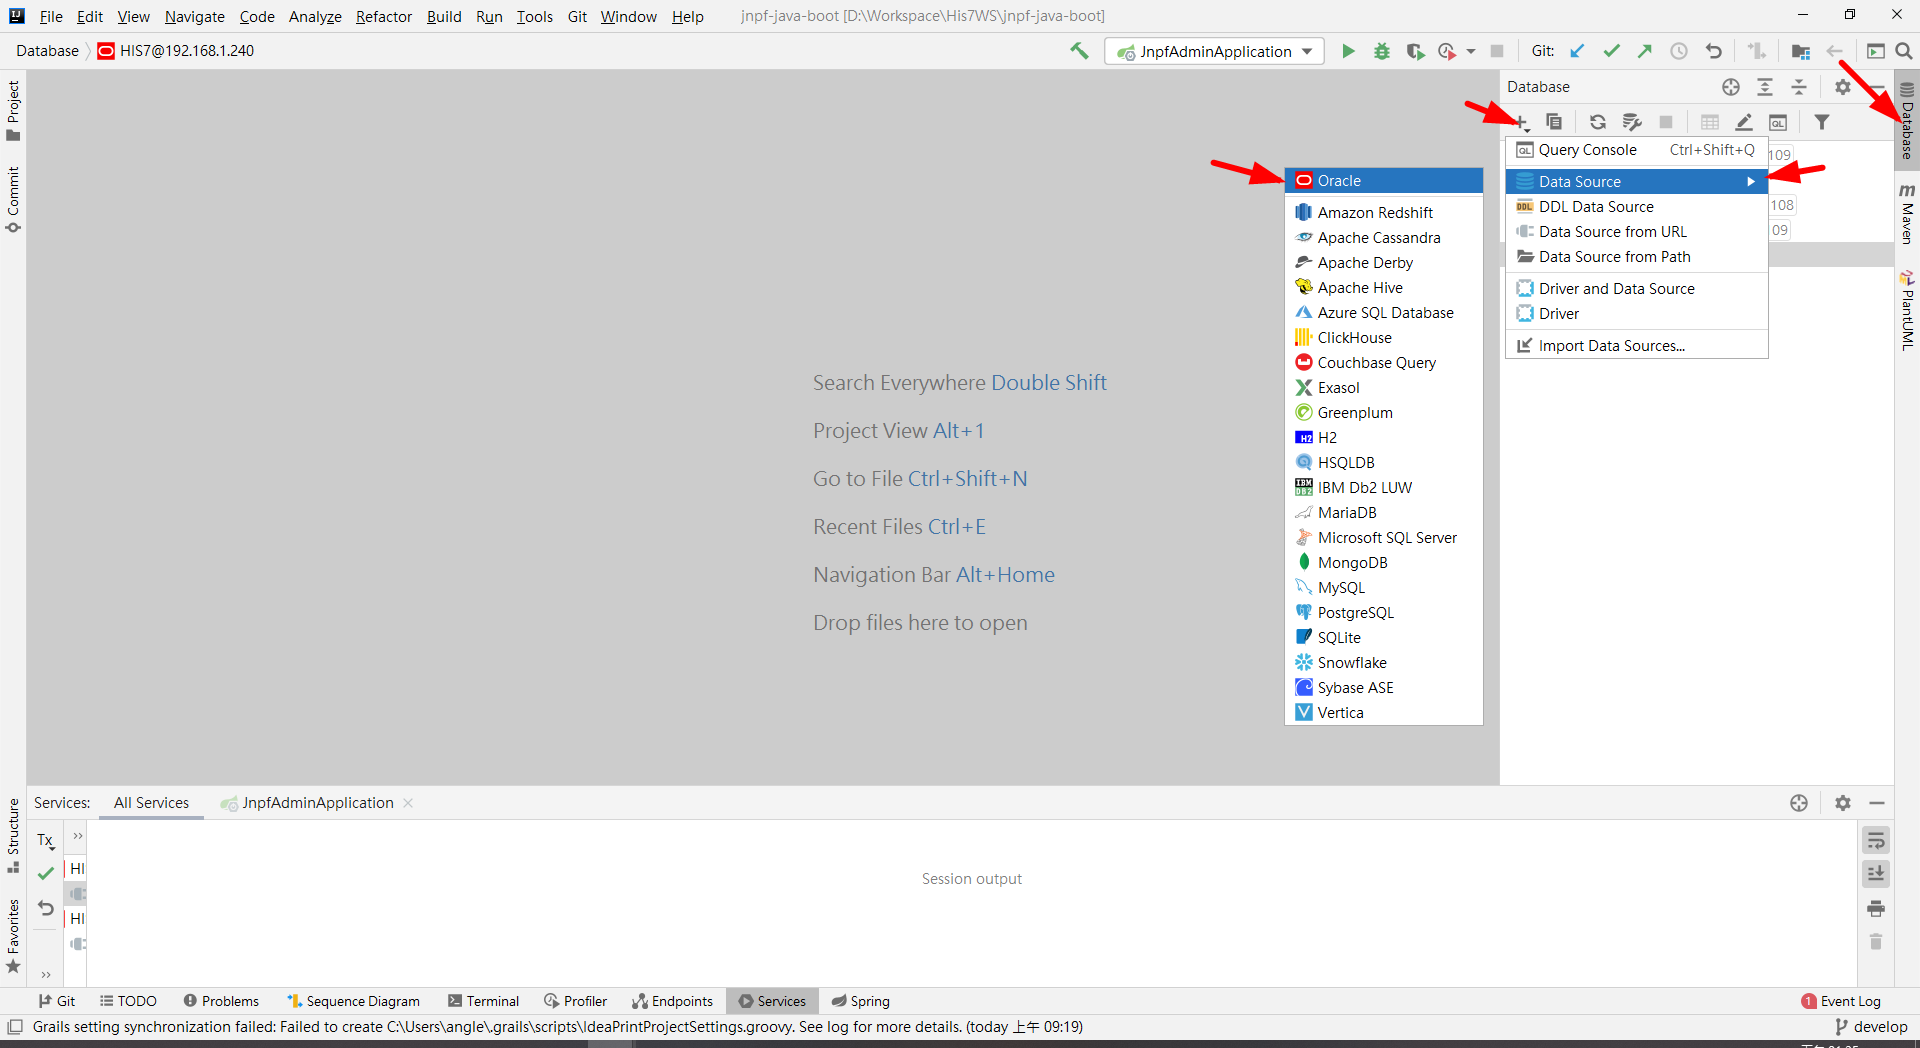 File Edit View Navigate Code Analyze Refactor Build Run Tools Git Window Help jnpf-java-boot [D:\Workspace\His7WS\jnpf-java-boot]
Database HIS7@192.168.1.240 JnpfAdminApplication Git:
Project
Commit
Structure
Favorites
Database
Query Console Ctrl+Shift+Q
109
Data Source
DDL Data Source
108
Data Source from URL
09
Data Source from Path
Driver and Data Source
Driver
Import Data Sources...
Oracle
Amazon Redshift
Apache Cassandra
Apache Derby
Apache Hive
Azure SQL Database
ClickHouse
Couchbase Query
Exasol
Greenplum
H2
HSQLDB
IBM Db2 LUW
MariaDB
Microsoft SQL Server
MongoDB
MySQL
PostgreSQL
SQLite
Snowflake
Sybase ASE
Vertica
Database
Maven
PlantUML
Search Everywhere Double Shift
Project View Alt+1
Go to File Ctrl+Shift+N
Recent Files Ctrl+E
Navigation Bar Alt+Home
Drop files here to open
Services: All Services JnpfAdminApplication
Tx
HI
HI
Session output
Git TODO Problems Sequence Diagram Terminal Profiler Endpoints Services Spring 1 Event Log
Grails setting synchronization failed: Failed to create C:\Users\angle\.grails\scripts\IdeaPrintProjectSettings.groovy. See log for more details. (today 上午 09:19) develop